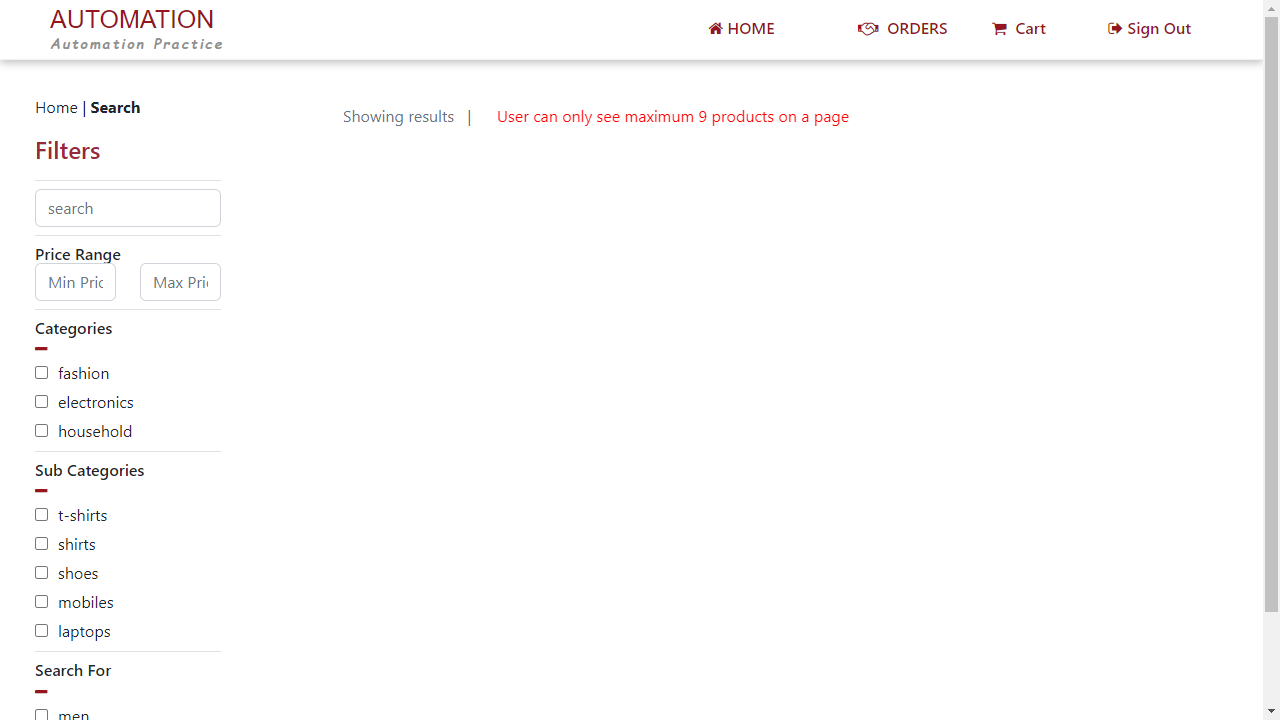 AUTOMATION
Automation Practice
HOME
ORDERS
Cart
Sign Out
Home | Search
Showing results |
User can only see maximum 9 products on a page
Filters
search
Price Range
Min Pric
Max Pric
Categories
fashion
electronics
household
Sub Categories
t-shirts
shirts
shoes
mobiles
laptops
Search For
men